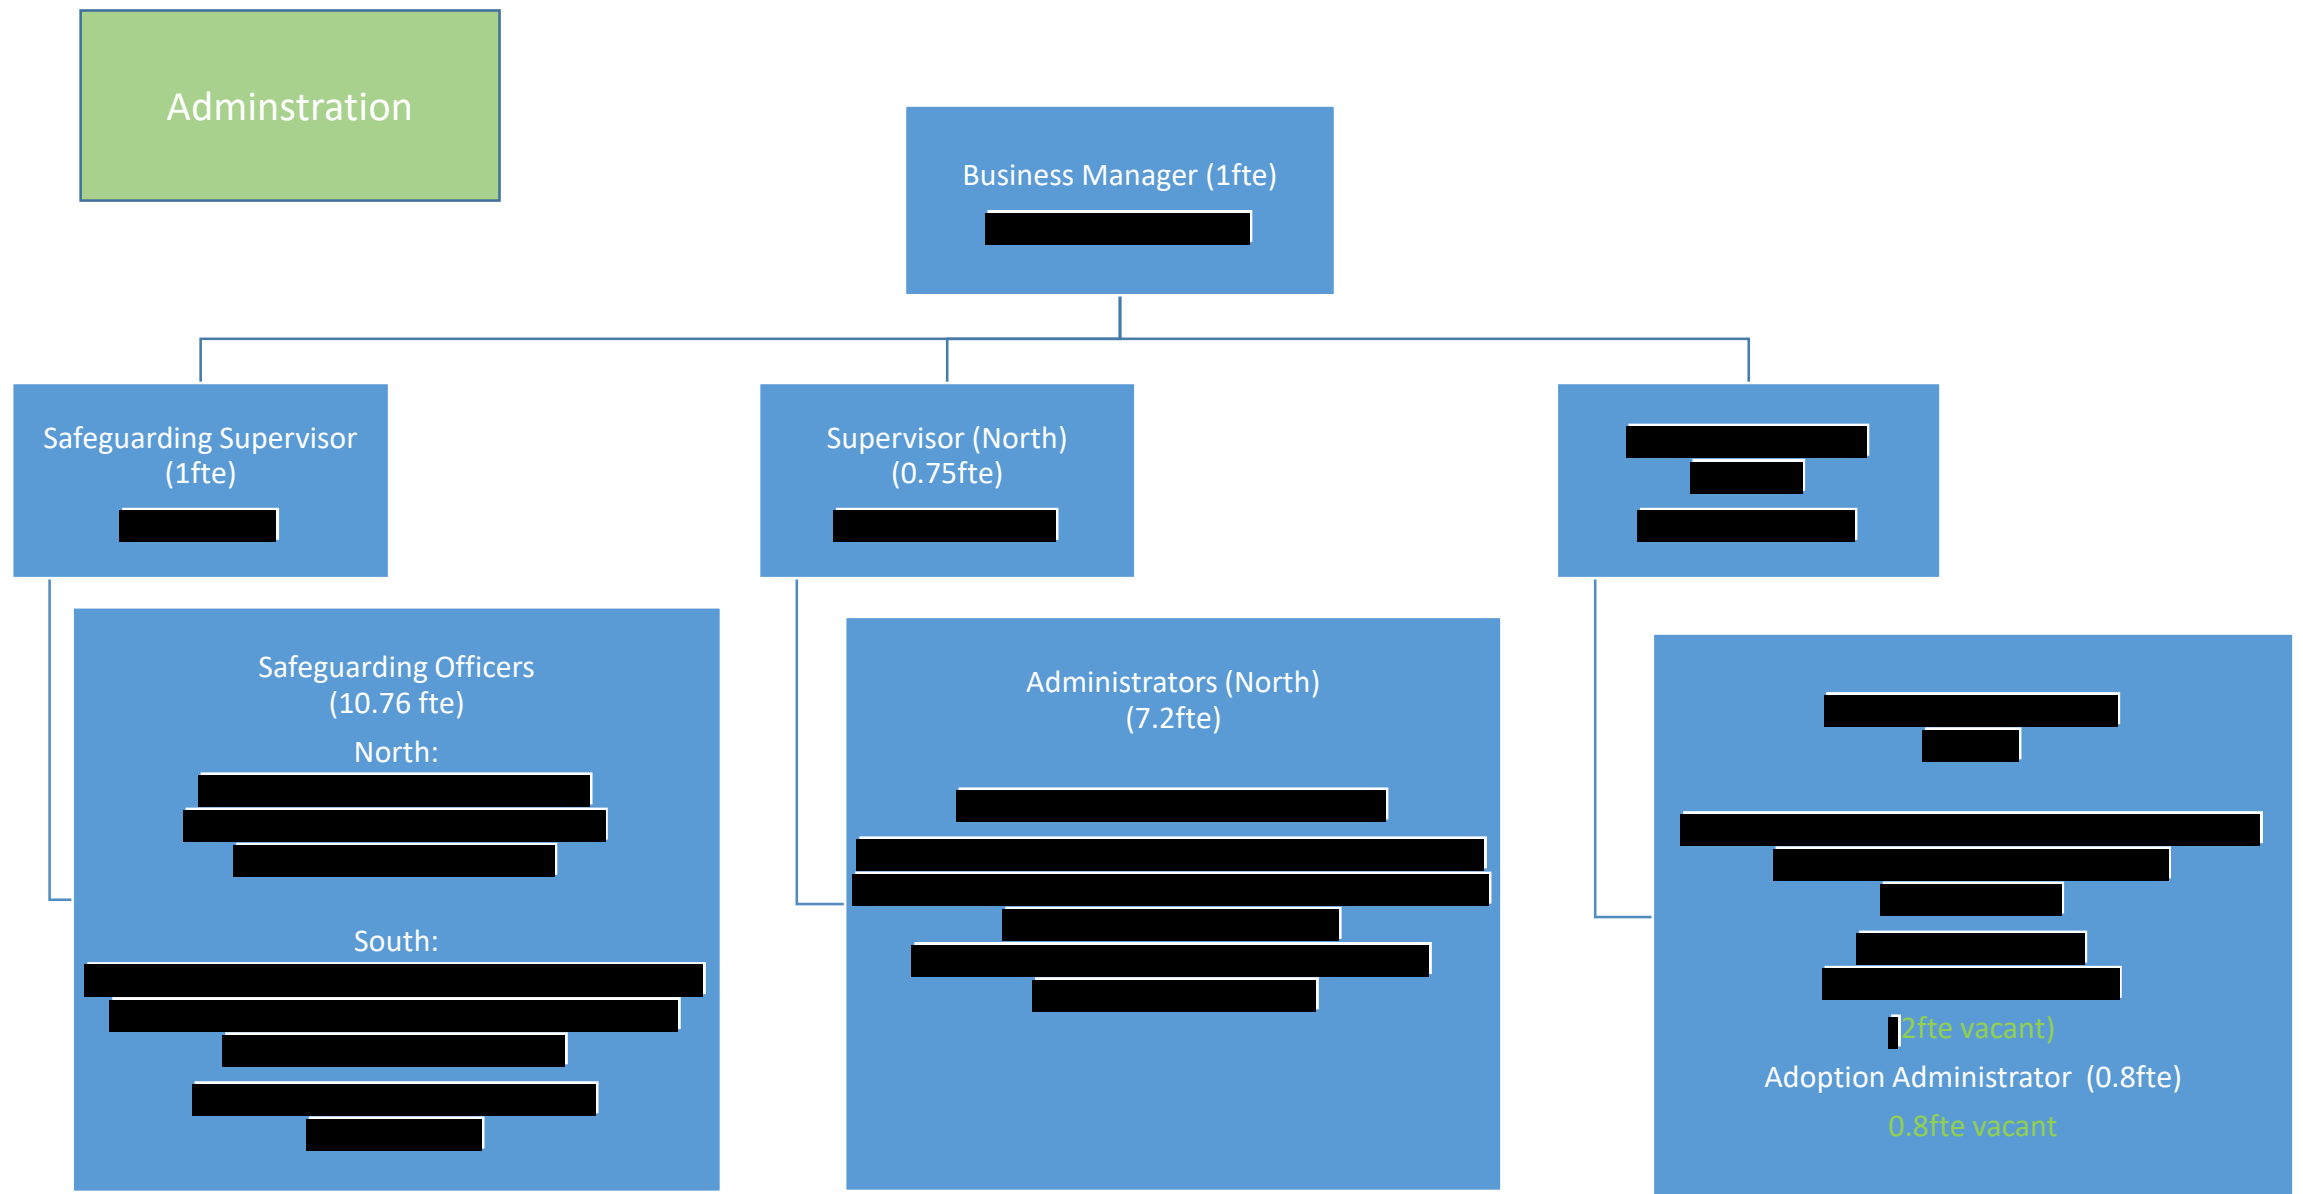 Adminstration
Business Manager (1fte)
Safeguarding Supervisor
(1fte)
Supervisor (North)
(0.75fte)
Safeguarding Officers
(10.76 fte)
North:
South:
Administrators (North)
(7.2fte)
2fte vacant)
Adoption Administrator (0.8fte)
0.8fte vacant